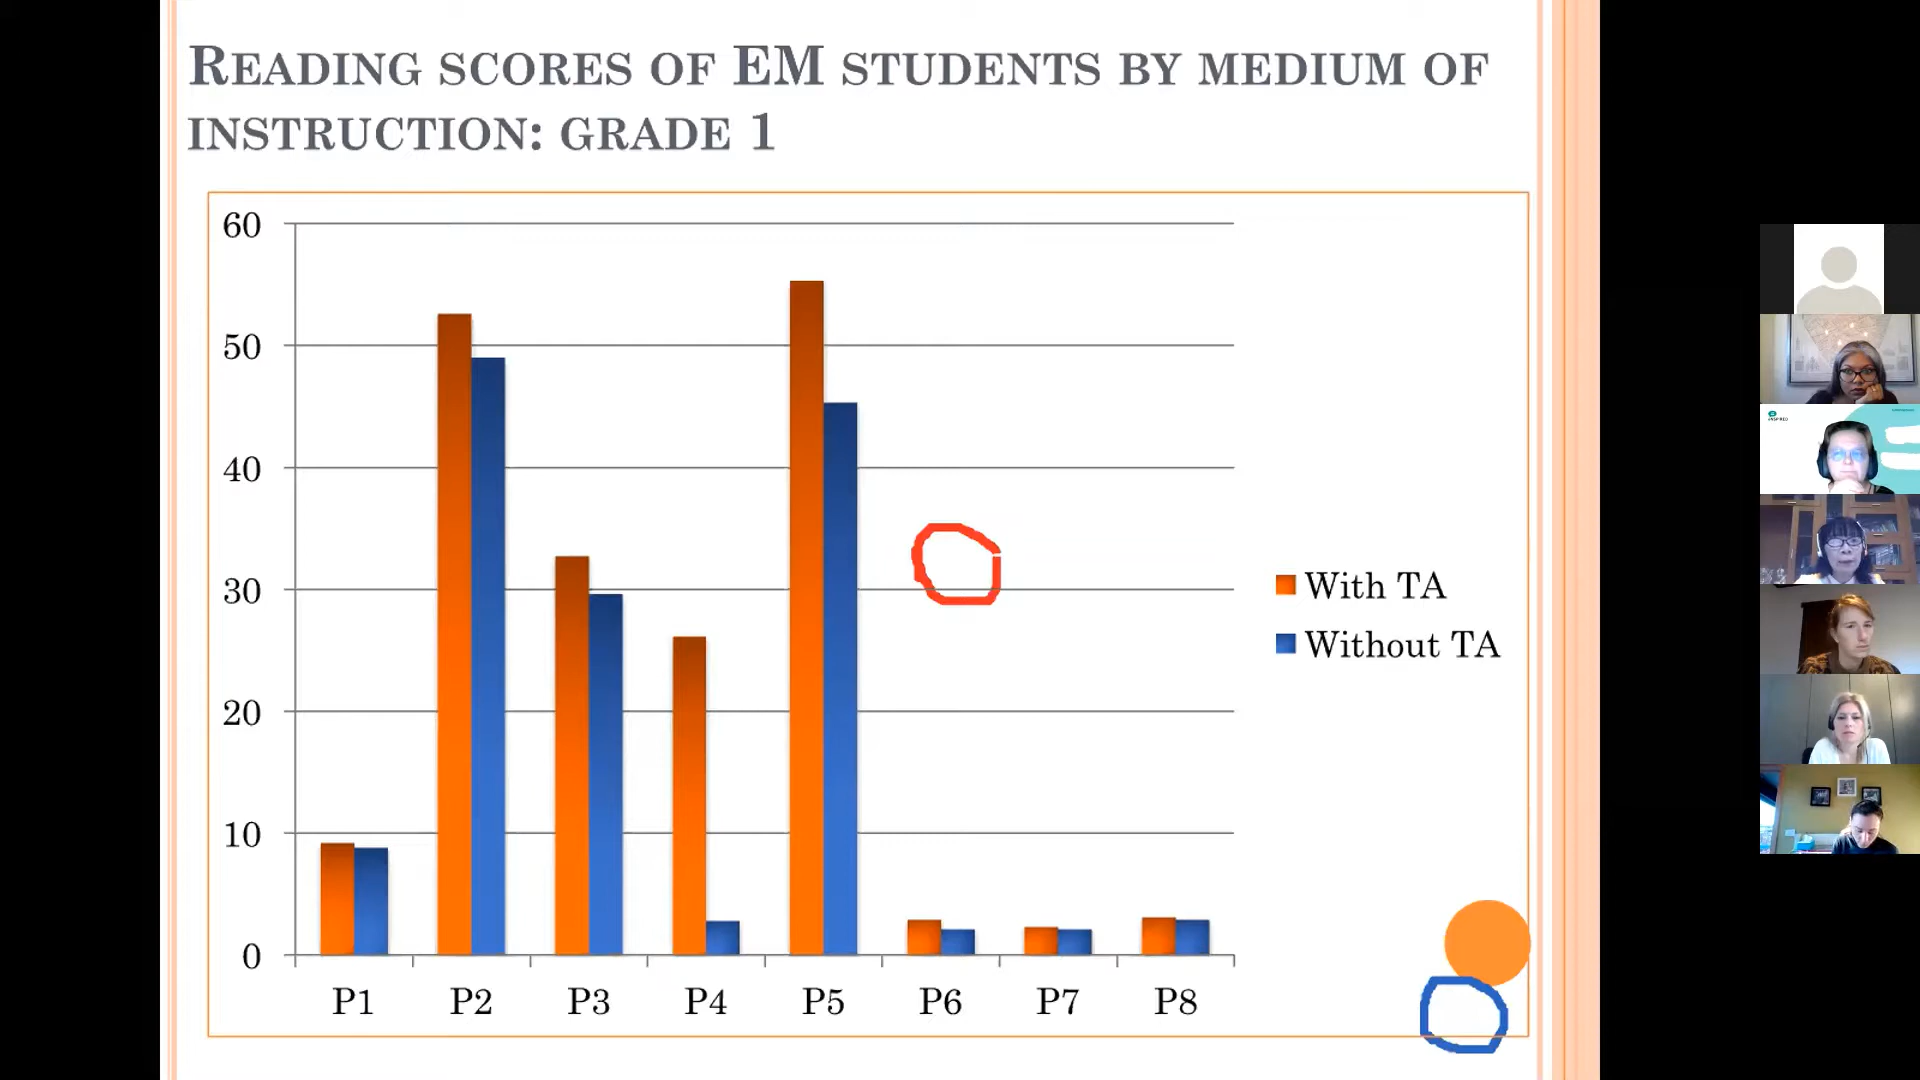 READING SCORES OF EM STUDENTS BY MEDIUM OF
INSTRUCTION: GRADE 1
60
50
40
30
20
10
0
P1 P2 P3 P4 P5 P6 P7 P8
With TA
Without TA